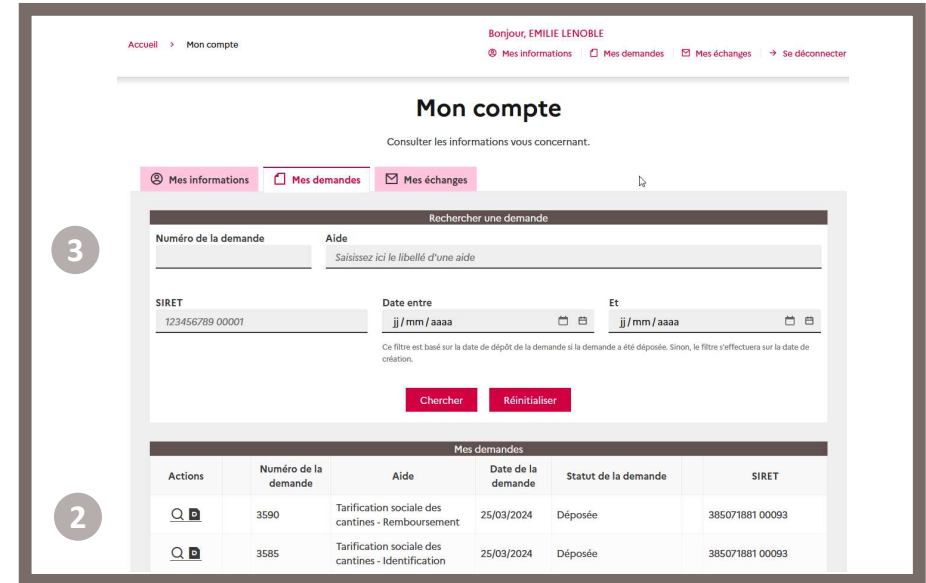 Bonjour, EMILIE LENOBLE
Accueil > Mon compte
Mes informations Mes demandes Mes échanges → Se déconnecter
Mon compte
Consulter les informations vous concernant.
Mes informations Mes demandes Mes échanges
Rechercher une demande
3
Numéro de la demande Aide
Saisissez ici le libellé d'une aide
SIRET Date entre Et
123456789 00001 jj/mm/aaaa jj/mm/aaaa
Ce filtre est basé sur la date de dépôt de la demande si la demande a été déposée. Sinon, le filtre s'effectuera sur la date de
création.
Chercher Réinitialiser
Mes demandes
Actions Numéro de la demande Aide Date de la demande Statut de la demande SIRET
2
3590 Tarification sociale des cantines - Remboursement 25/03/2024 Déposée 385071881 00093
3585 Tarification sociale des cantines - Identification 25/03/2024 Déposée 385071881 00093